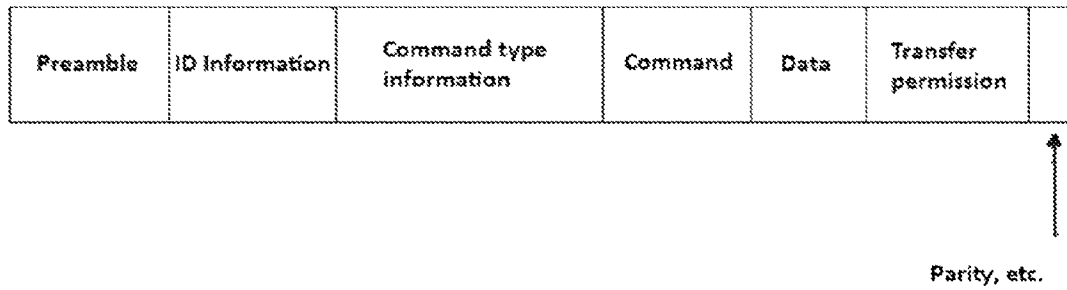 Preamble
ID Information
Command type
information
Command
Data
Transfer
permission
Parity, etc.